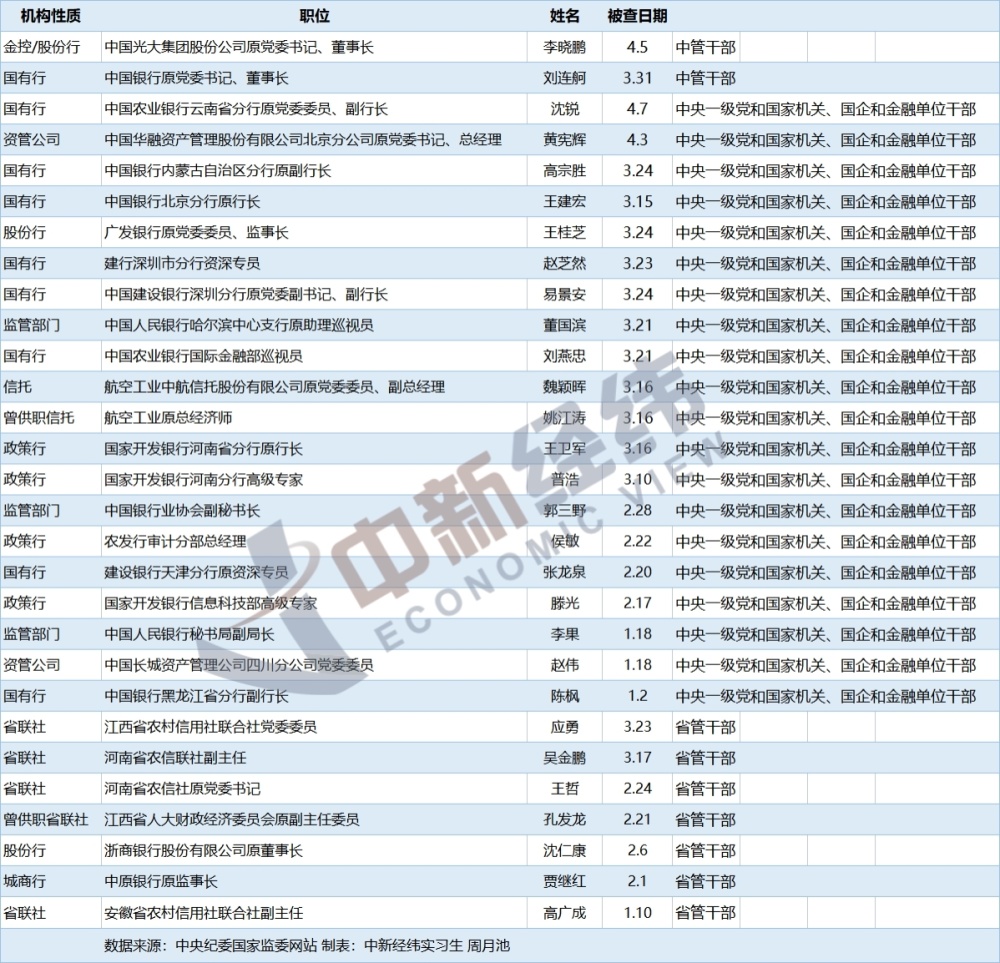 机构性质 职位 姓名 被查日期
金控/股份行 中国光大集团股份公司原党委书记、董事长 李晓鹏 4.5 中管干部
国有行 中国银行原党委书记、董事长 刘连舸 3.31 中管干部
国有行 中国农业银行云南省分行原党委委员、副行长 沈锐 4.7 中央一级党和国家机关、国企和金融单位干部
资管公司 中国华融资产管理股份有限公司北京分公司原党委书记、总经理 黄宪辉 4.3 中央一级党和国家机关、国企和金融单位干部
国有行 中国银行内蒙古自治区分行原副行长 高宗胜 3.24 中央一级党和国家机关、国企和金融单位干部
国有行 中国银行北京分行原行长 王建宏 3.15 中央一级党和国家机关、国企和金融单位干部
股份行 广发银行原党委委员、监事长 王桂芝 3.24 中央一级党和国家机关、国企和金融单位干部
国有行 建行深圳市分行资深专员 赵芝然 3.23 中央一级党和国家机关、国企和金融单位干部
国有行 中国建设银行深圳分行原党委副书记、副行长 易景安 3.24 中央一级党和国家机关、国企和金融单位干部
监管部门 中国人民银行哈尔滨中心支行原助理巡视员 董国滨 3.21 中央一级党和国家机关、国企和金融单位干部
国有行 中国农业银行国际金融部巡视员 刘燕忠 3.21 中央一级党和国家机关、国企和金融单位干部
信托 航空工业中航信托股份有限公司原党委委员、副总经理 魏颖晖 3.16 中央一级党和国家机关、国企和金融单位干部
曾供职信托 航空工业原总经济师 姚江涛 3.16 中央一级党和国家机关、国企和金融单位干部
政策行 国家开发银行河南省分行原行长 王卫军 3.16 中央一级党和国家机关、国企和金融单位干部
政策行 国家开发银行河南分行高级专家 普浩 3.10 中央一级党和国家机关、国企和金融单位干部
监管部门 中国银行业协会副秘书长 郭三野 2.28 中央一级党和国家机关、国企和金融单位干部
政策行 农发行审计分部总经理 侯敏 2.22 中央一级党和国家机关、国企和金融单位干部
国有行 建设银行天津分行原资深专员 张龙泉 2.20 中央一级党和国家机关、国企和金融单位干部
政策行 国家开发银行信息科技部高级专家 滕光 2.17 中央一级党和国家机关、国企和金融单位干部
监管部门 中国人民银行秘书局副局长 李果 1.18 中央一级党和国家机关、国企和金融单位干部
资管公司 中国长城资产管理公司四川分公司党委委员 赵伟 1.18 中央一级党和国家机关、国企和金融单位干部
国有行 中国银行黑龙江省分行副行长 陈枫 1.2 中央一级党和国家机关、国企和金融单位干部
省联社 江西省农村信用社联合社党委委员 应勇 3.23 省管干部
省联社 河南省农信联社副主任 吴金鹏 3.17 省管干部
省联社 河南省农信社原党委书记 王哲 2.24 省管干部
曾供职省联社 江西省人大财政经济委员会原副主任委员 孔发龙 2.21 省管干部
股份行 浙商银行股份有限公司原董事长 沈仁康 2.6 省管干部
城商行 中原银行原监事长 贾继红 2.1 省管干部
省联社 安徽省农村信用社联合社副主任 高广成 1.10 省管干部
数据来源：中央纪委国家监委网站 制表：中新经纬实习生 周月池
中新经纬
ECONOMIC VIEW